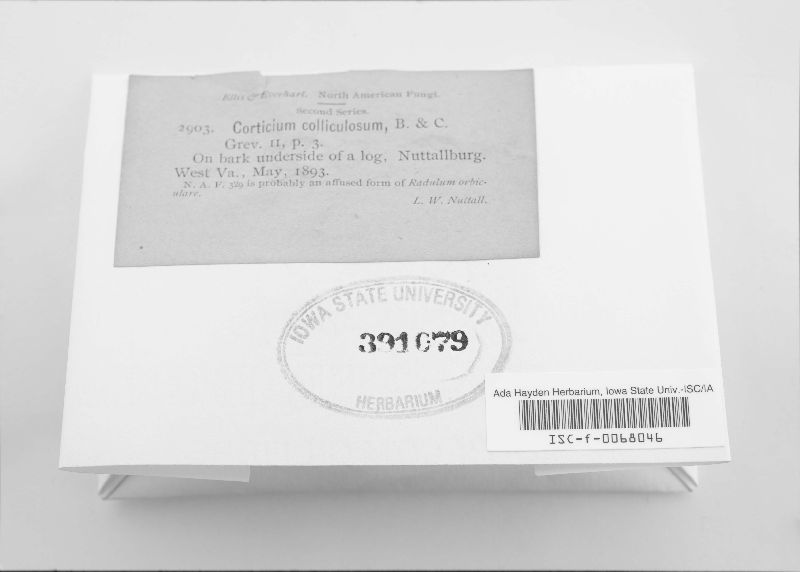 Ellis & Everhart. North American Fungi.
Second Series.
2903. Corticium colliculosum, B. & C.
Grev. II, p. 3.
On bark underside of a log, Nuttallburg.
West Va., May, 1893.
N. A. F. 329 is probably an affused form of Radulum orbic-
ulare.
L. W. Nuttall.
IOWA STATE UNIVERSITY
391079
HERBARIUM
Ada Hayden Herbarium, Iowa State Univ.-ISC/IA
ISC-f-0068046